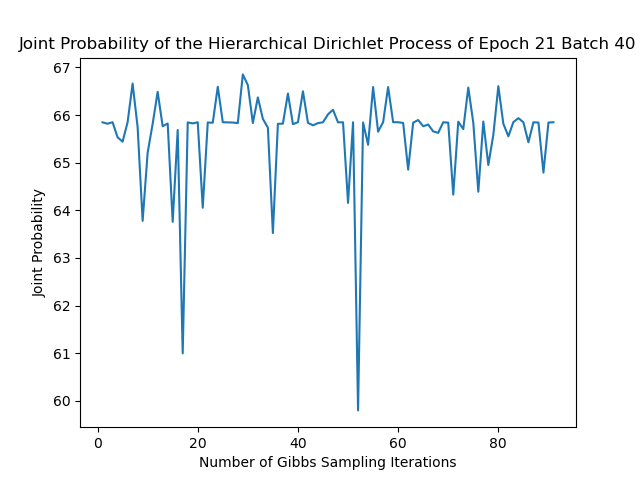 Joint Probability of the Hierarchical Dirichlet Process of Epoch 21 Batch 40
67
66
65
64
63
62
61
60
Joint Probability
0 20 40 60 80
Number of Gibbs Sampling Iterations